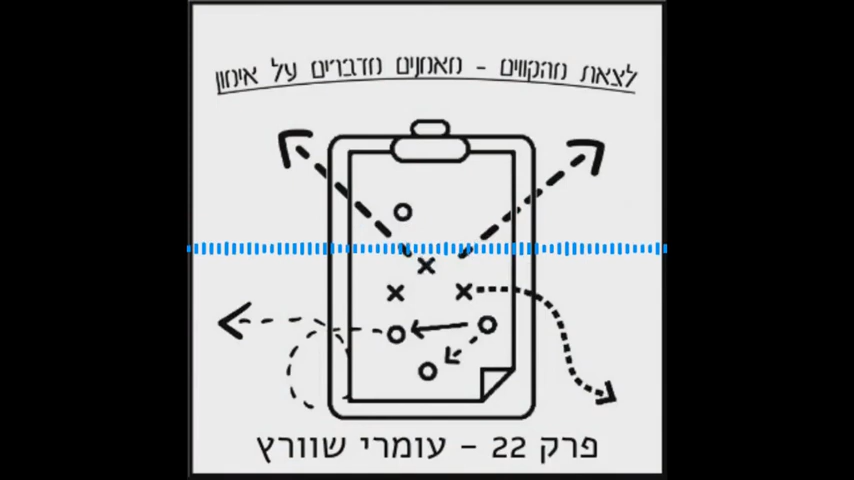 לצאת מהקווים - מאמנים מדברים על אימון
פרק 22 - עומרי שוורץ